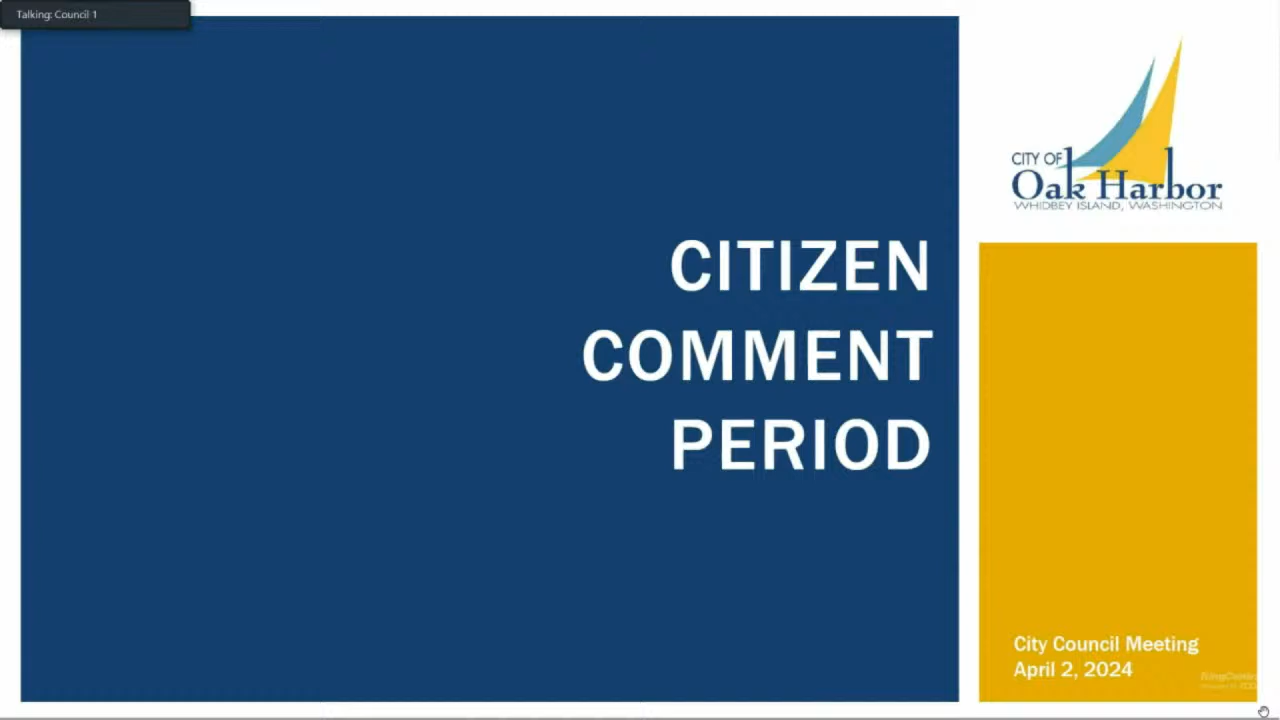 Talking: Council 1
CITY OF
Oak Harbor
WHIDBEY ISLAND, WASHINGTON
CITIZEN
COMMENT
PERIOD
City Council Meeting
April 2, 2024